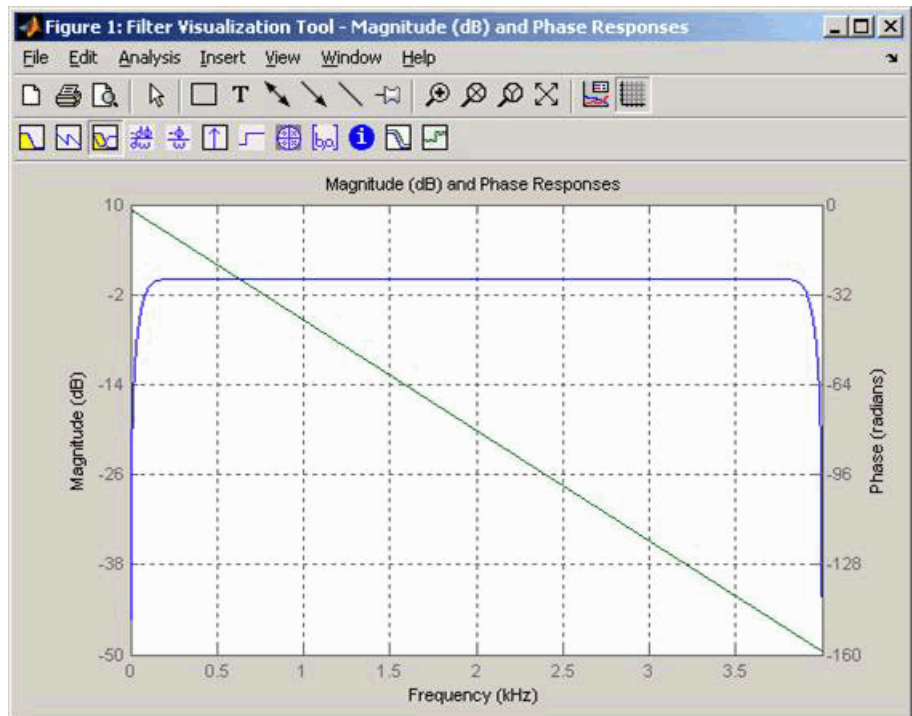 Figure 1: Filter Visualization Tool - Magnitude (dB) and Phase Responses
File Edit Analysis Insert View Window Help
T
[b,a]
i
Magnitude (dB) and Phase Responses
10
-2
-14
-26
-38
-50
Magnitude (dB)
0
-32
-64
-96
-128
-160
Phase (radians)
0 0.5 1 1.5 2 2.5 3 3.5
Frequency (kHz)